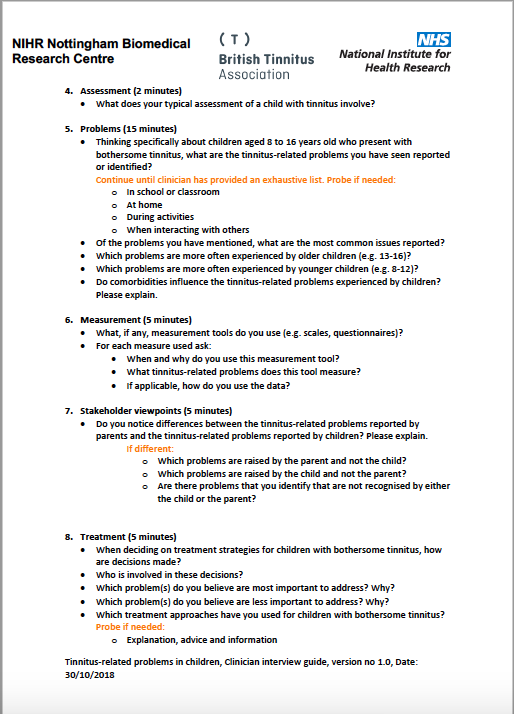 NIHR Nottingham Biomedical
Research Centre
( T )
British Tinnitus
Association
NHS
National Institute for
Health Research
4. Assessment (2 minutes)
• What does your typical assessment of a child with tinnitus involve?
5. Problems (15 minutes)
• Thinking specifically about children aged 8 to 16 years old who present with
bothersome tinnitus, what are the tinnitus-related problems you have seen reported
or identified?
Continue until clinician has provided an exhaustive list. Probe if needed:
o In school or classroom
o At home
o During activities
o When interacting with others
• Of the problems you have mentioned, what are the most common issues reported?
• Which problems are more often experienced by older children (e.g. 13-16)?
• Which problems are more often experienced by younger children (e.g. 8-12)?
• Do comorbidities influence the tinnitus-related problems experienced by children?
Please explain.
6. Measurement (5 minutes)
• What, if any, measurement tools do you use (e.g. scales, questionnaires)?
• For each measure used ask:
• When and why do you use this measurement tool?
• What tinnitus-related problems does this tool measure?
• If applicable, how do you use the data?
7. Stakeholder viewpoints (5 minutes)
• Do you notice differences between the tinnitus-related problems reported by
parents and the tinnitus-related problems reported by children? Please explain.
If different:
o Which problems are raised by the parent and not the child?
o Which problems are raised by the child and not the parent?
o Are there problems that you identify that are not recognised by either
the child or the parent?
8. Treatment (5 minutes)
• When deciding on treatment strategies for children with bothersome tinnitus, how
are decisions made?
• Who is involved in these decisions?
• Which problem(s) do you believe are most important to address? Why?
• Which problem(s) do you believe are less important to address? Why?
• Which treatment approaches have you used for children with bothersome tinnitus?
Probe if needed:
o Explanation, advice and information
Tinnitus-related problems in children, Clinician interview guide, version no 1.0, Date:
30/10/2018